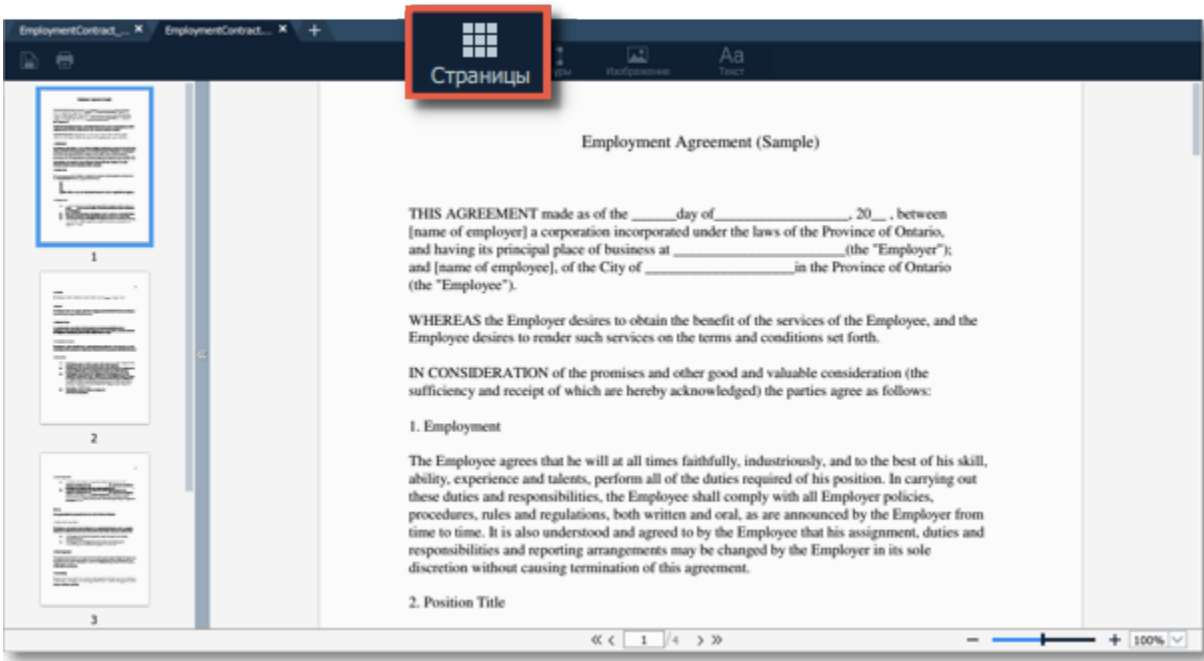 EmploymentContract_... X EmploymentContract.... X +
Страницы
Изображение
Aa
Текст
1
2
3
Employment Agreement (Sample)
THIS AGREEMENT made as of the ______day of__________________, 20__ , between
[name of employer] a corporation incorporated under the laws of the Province of Ontario,
and having its principal place of business at _______________________(the "Employer");
and [name of employee], of the City of ____________________in the Province of Ontario
(the "Employee").
WHEREAS the Employer desires to obtain the benefit of the services of the Employee, and the
Employee desires to render such services on the terms and conditions set forth.
IN CONSIDERATION of the promises and other good and valuable consideration (the
sufficiency and receipt of which are hereby acknowledged) the parties agree as follows:
1. Employment
The Employee agrees that he will at all times faithfully, industriously, and to the best of his skill,
ability, experience and talents, perform all of the duties required of his position. In carrying out
these duties and responsibilities, the Employee shall comply with all Employer policies,
procedures, rules and regulations, both written and oral, as are announced by the Employer from
time to time. It is also understood and agreed to by the Employee that his assignment, duties and
responsibilities and reporting arrangements may be changed by the Employer in its sole
discretion without causing termination of this agreement.
2. Position Title
« < 1 /4 > »
100%